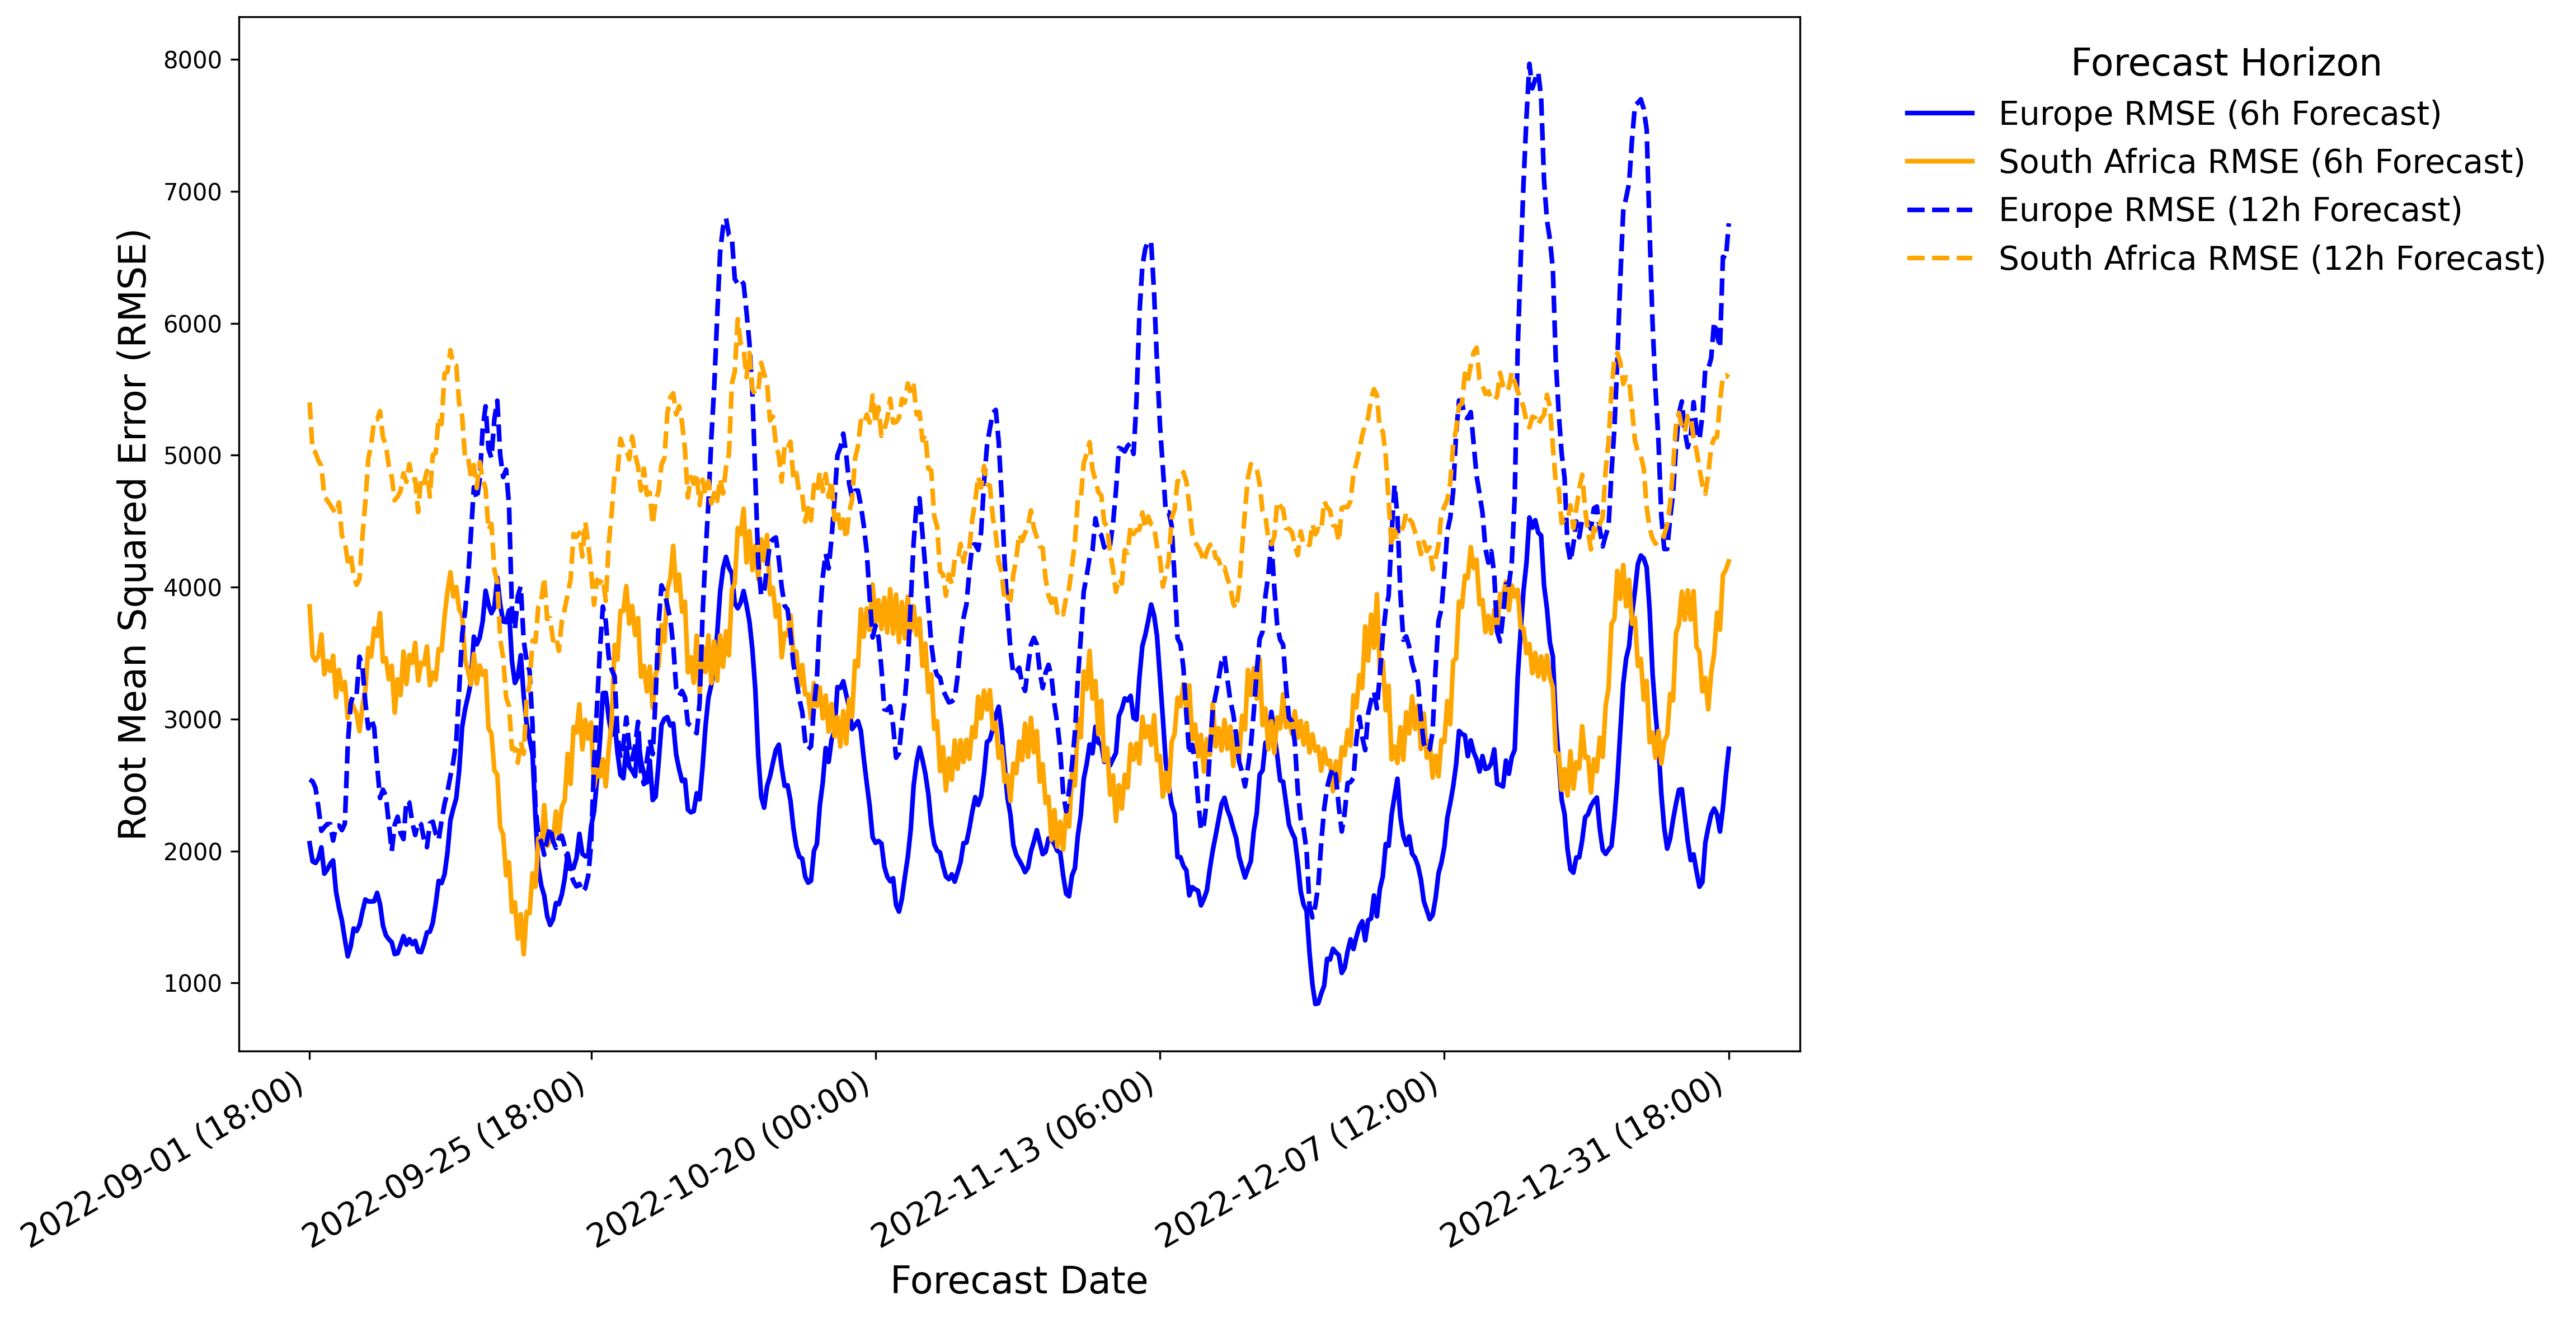 8000
7000
6000
5000
4000
3000
2000
1000
Root Mean Squared Error (RMSE)
2022-09-01 (18:00)
2022-09-25 (18:00)
2022-10-20 (00:00)
2022-11-13 (06:00)
2022-12-07 (12:00)
2022-12-31 (18:00)
Forecast Date
Forecast Horizon
Europe RMSE (6h Forecast)
South Africa RMSE (6h Forecast)
Europe RMSE (12h Forecast)
South Africa RMSE (12h Forecast)